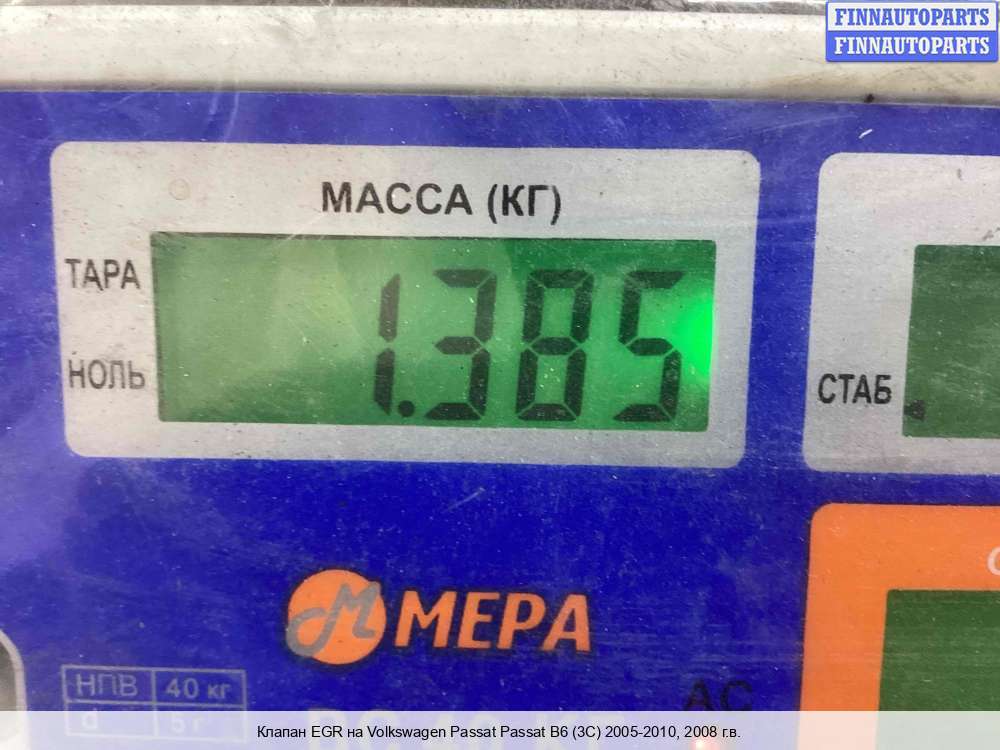 FINNAUTOPARTS
FINNAUTOPARTS
МАССА (КГ)
ТАРА
1.385
НОЛЬ
СТАБ
М МЕРА
НПВ 40 кг
d 5 г
АС
Клапан EGR на Volkswagen Passat Passat B6 (3C) 2005-2010, 2008 г.в.